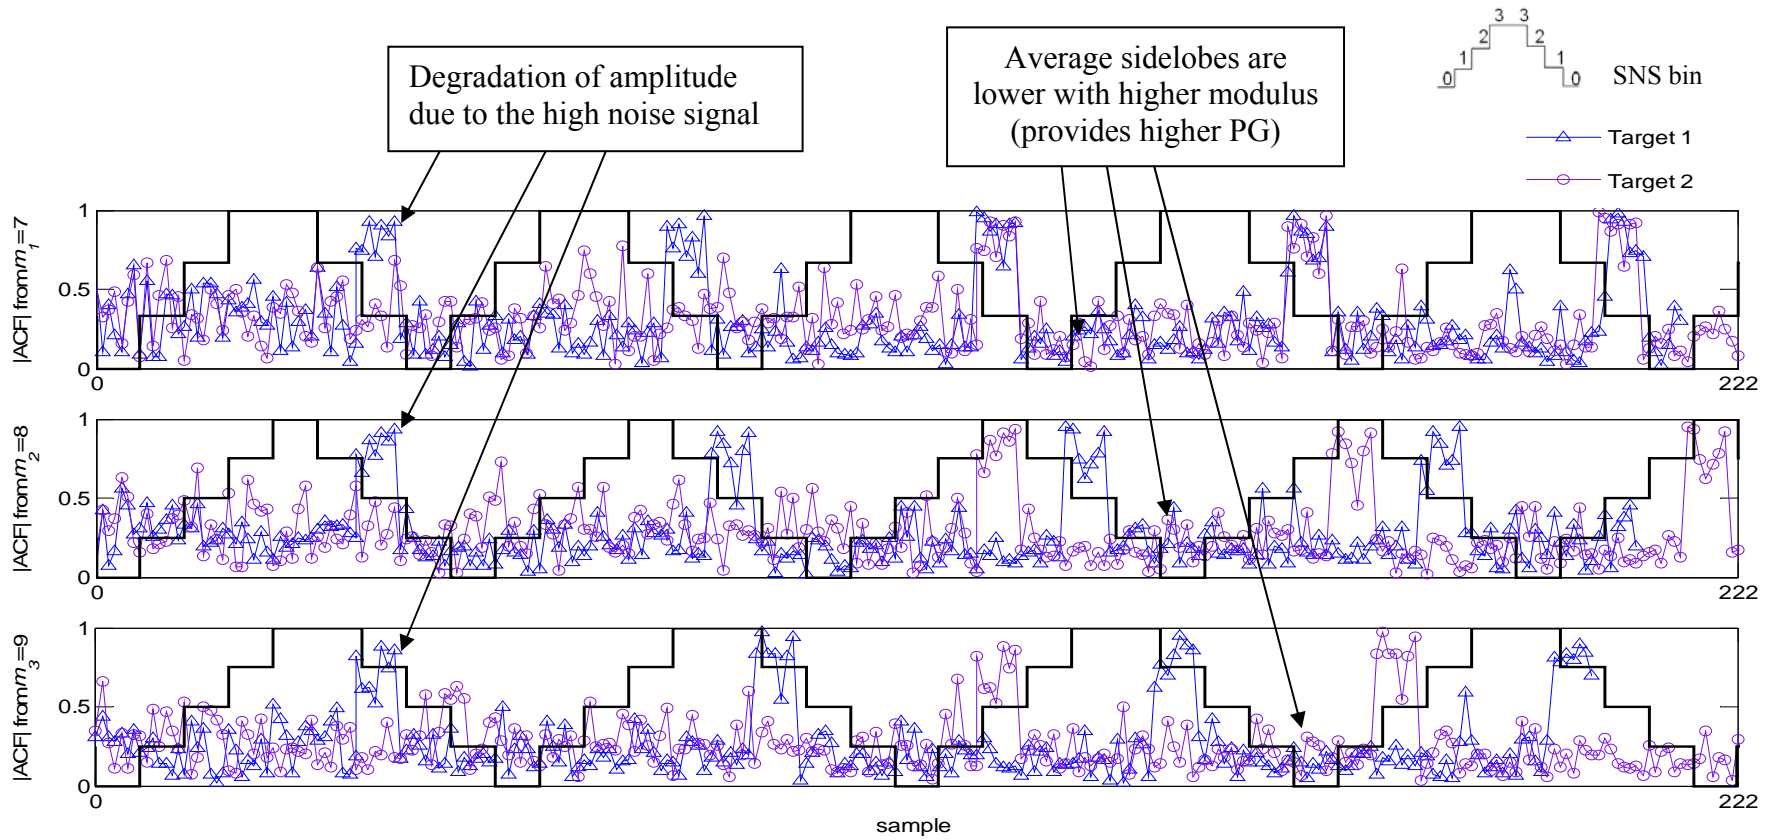 Degradation of amplitude
due to the high noise signal
Average sidelobes are
lower with higher modulus
(provides higher PG)
3 3
2 2
1 1
0 0
SNS bin
Target 1
Target 2
|ACF| from m1=7
1
0.5
0
0
222
|ACF| from m2=8
1
0.5
0
0
222
|ACF| from m3=9
1
0.5
0
0
222
sample